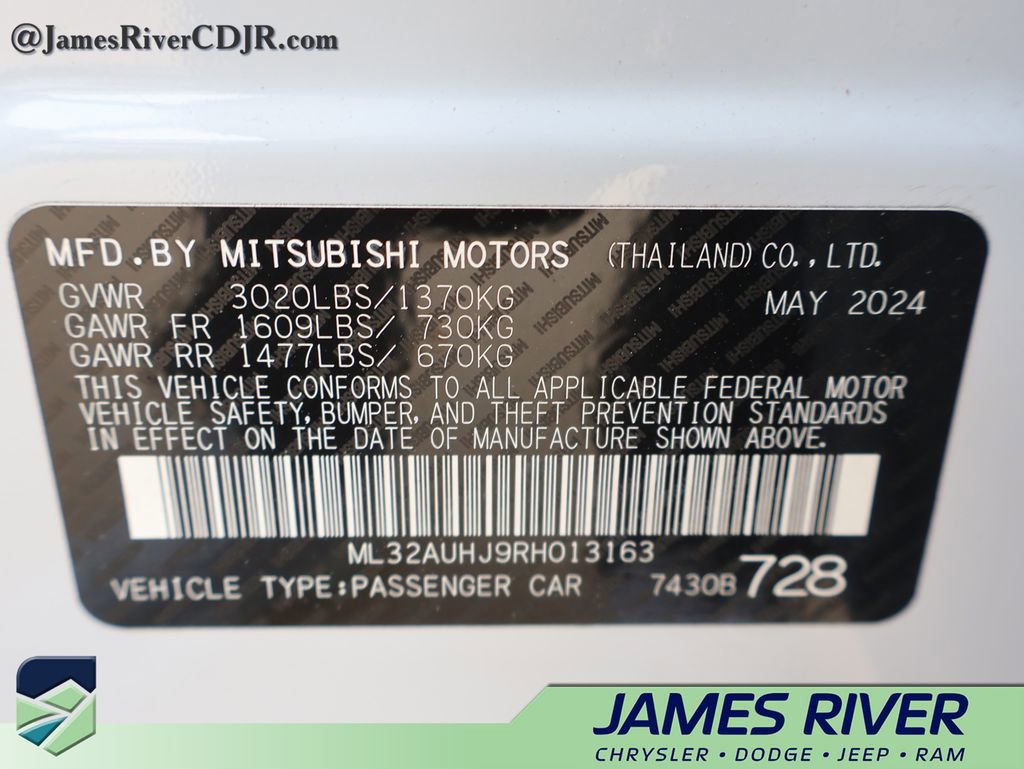 @JamesRiverCDJR.com
MFD.BY MITSUBISHI MOTORS (THAILAND) CO., LTD.
GVWR 3020LBS/1370KG MAY 2024
GAWR FR 1609LBS/ 730KG
GAWR RR 1477LBS/ 670KG
THIS VEHICLE CONFORMS TO ALL APPLICABLE FEDERAL MOTOR
VEHICLE SAFETY, BUMPER, AND THEFT PREVENTION STANDARDS
IN EFFECT ON THE DATE OF MANUFACTURE SHOWN ABOVE.
ML32AUHJ9RH013163
VEHICLE TYPE:PASSENGER CAR 7430B 728
JAMES RIVER
CHRYSLER • DODGE • JEEP • RAM